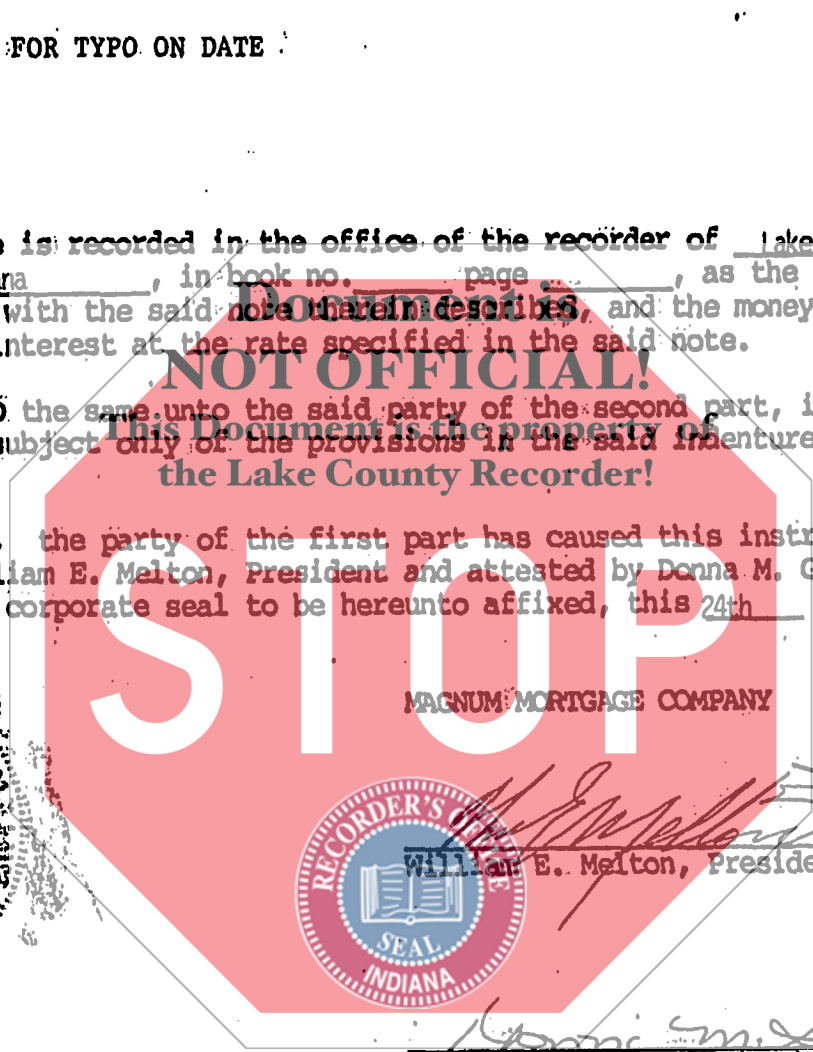 FOR TYPO ON DATE
is recorded in the office of the recorder of Lake
na, in book no. page, as the
with the said note therein describes, and the money
nterest at the rate specified in the said note.
the same unto the said party of the second part, i
subject only of the provisions in the said Indenture
the party of the first part has caused this instr
liam E. Melton, President and attested by Donna M. G
corporate seal to be hereunto affixed, this 24th
MAGNUM MORTGAGE COMPANY
William E. Melton, Preside
Document is
NOT OFFICIAL!
This Document is the property of
the Lake County Recorder!
STOP
RECORDER'S OFFICE
SEAL
INDIANA